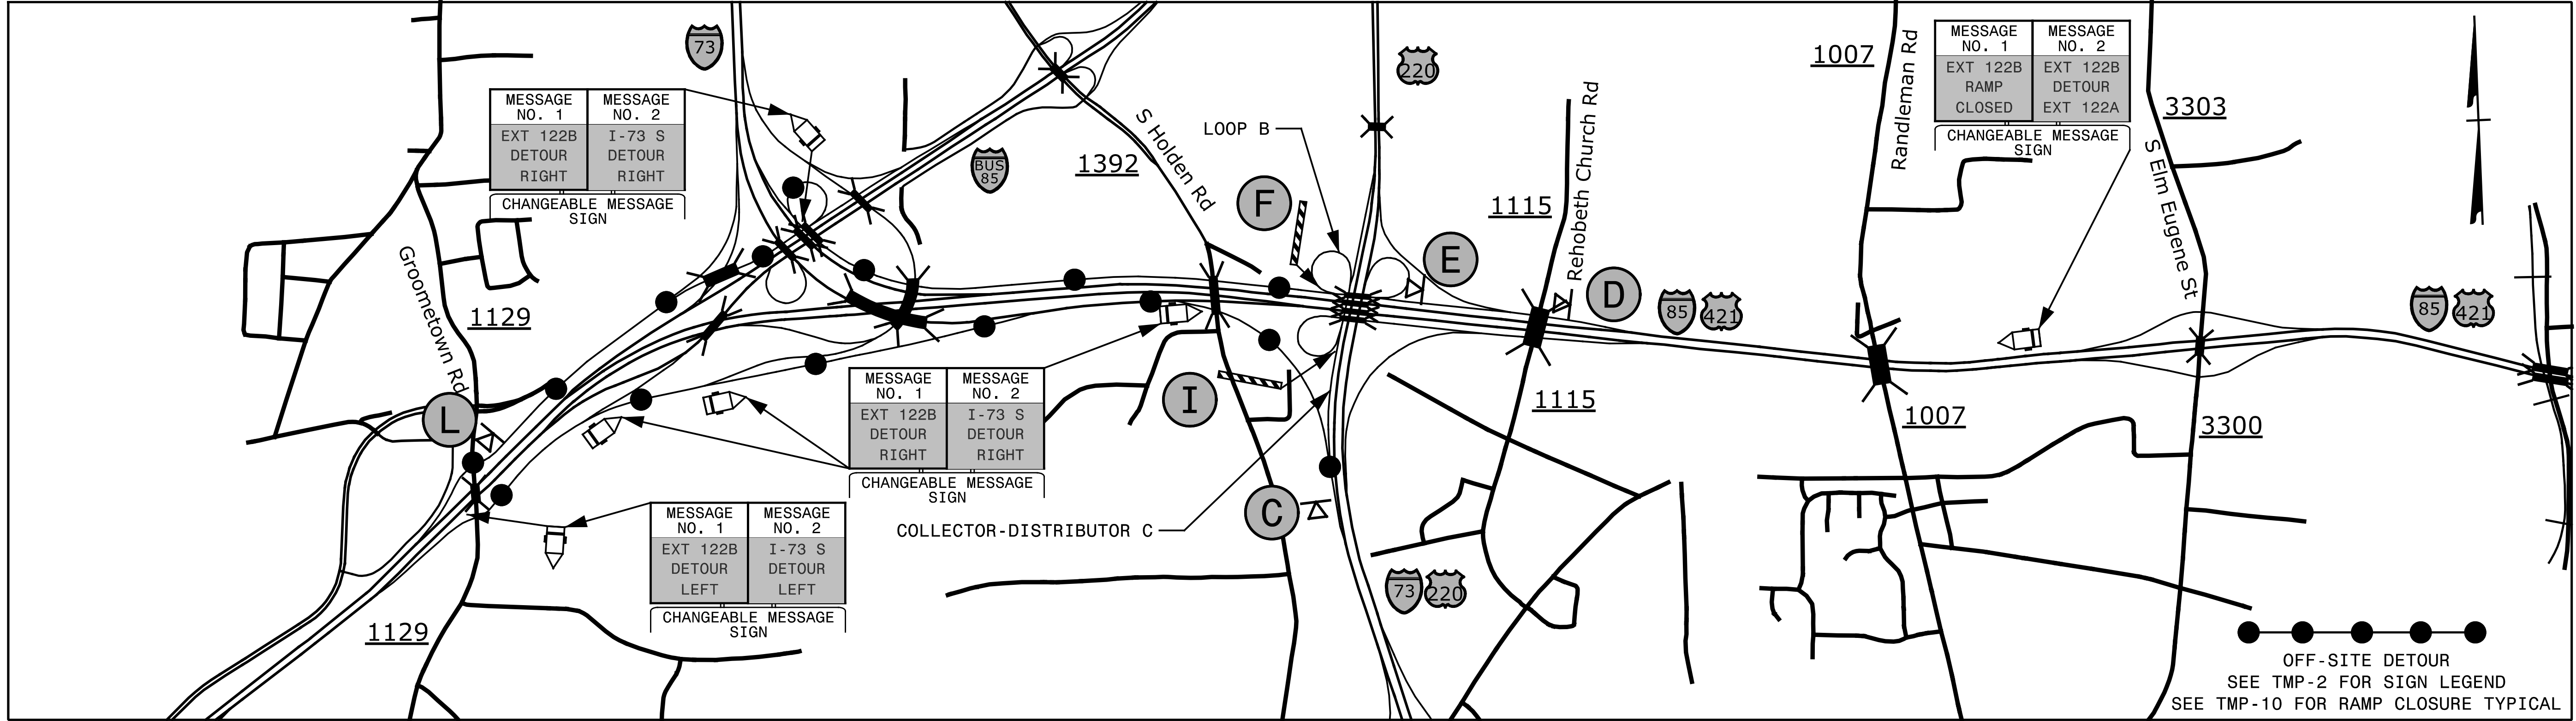 73
MESSAGE
NO. 1
MESSAGE
NO. 2
EXT 122B
DETOUR
RIGHT
I-73 S
DETOUR
RIGHT
CHANGEABLE MESSAGE
SIGN
BUS
85
1392
S Holden Rd
LOOP B
220
F
E
1115
Rehobeth Church Rd
D
85
421
1007
Randleman Rd
MESSAGE
NO. 1
MESSAGE
NO. 2
EXT 122B
RAMP
CLOSED
EXT 122B
DETOUR
EXT 122A
CHANGEABLE MESSAGE
SIGN
3303
S Elm Eugene St
85
421
Groometown Rd
1129
L
I
MESSAGE
NO. 1
MESSAGE
NO. 2
EXT 122B
DETOUR
RIGHT
I-73 S
DETOUR
RIGHT
CHANGEABLE MESSAGE
SIGN
1115
1007
3300
MESSAGE
NO. 1
MESSAGE
NO. 2
EXT 122B
DETOUR
LEFT
I-73 S
DETOUR
LEFT
CHANGEABLE MESSAGE
SIGN
COLLECTOR-DISTRIBUTOR C
C
73
220
1129
OFF-SITE DETOUR
SEE TMP-2 FOR SIGN LEGEND
SEE TMP-10 FOR RAMP CLOSURE TYPICAL